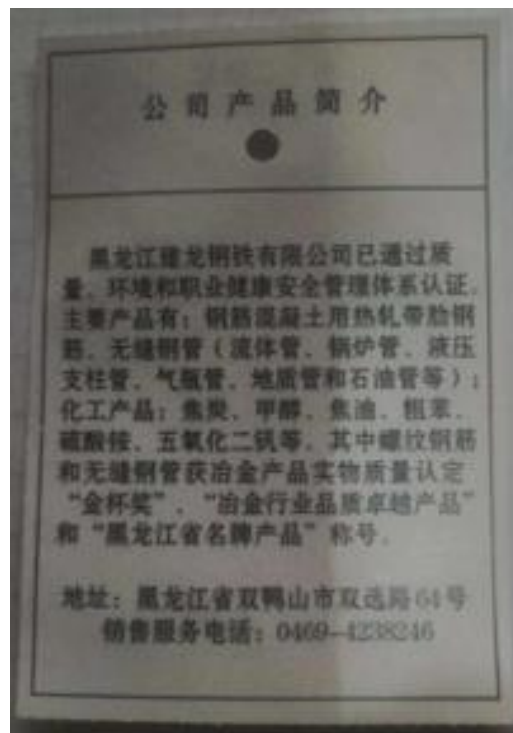 公司产品简介
黑龙江建龙钢铁有限公司已通过质
量、环境和职业健康安全管理体系认证。
主要产品有：钢筋混凝土用热轧带肋钢
筋、无缝钢管（流体管、锅炉管、液压
支柱管、气瓶管、地质管和石油管等）；
化工产品：焦炭、甲醇、焦油、粗苯、
硫酸铵、五氧化二钒等。其中螺纹钢筋
和无缝钢管获冶金产品实物质量认定
“金杯奖”、“冶金行业品质卓越产品”
和“黑龙江省名牌产品”称号。
地址：黑龙江省双鸭山市双选路64号
销售服务电话：0469-4238246